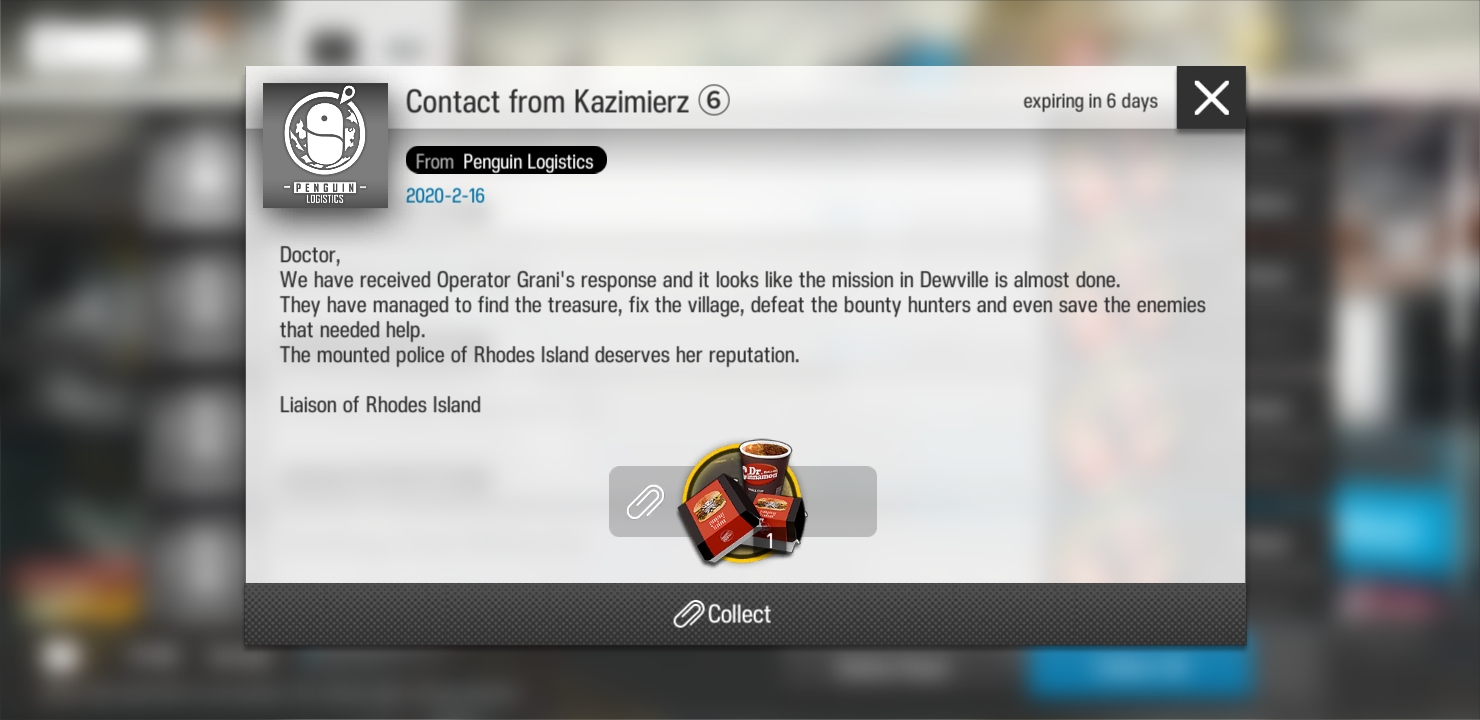 Contact from Kazimierz ⑥
expiring in 6 days
PENGUIN
LOGISTICS
From Penguin Logistics
2020-2-16
Doctor,
We have received Operator Grani's response and it looks like the mission in Dewville is almost done.
They have managed to find the treasure, fix the village, defeat the bounty hunters and even save the enemies
that needed help.
The mounted police of Rhodes Island deserves her reputation.
Liaison of Rhodes Island
Dr.
1
Collect